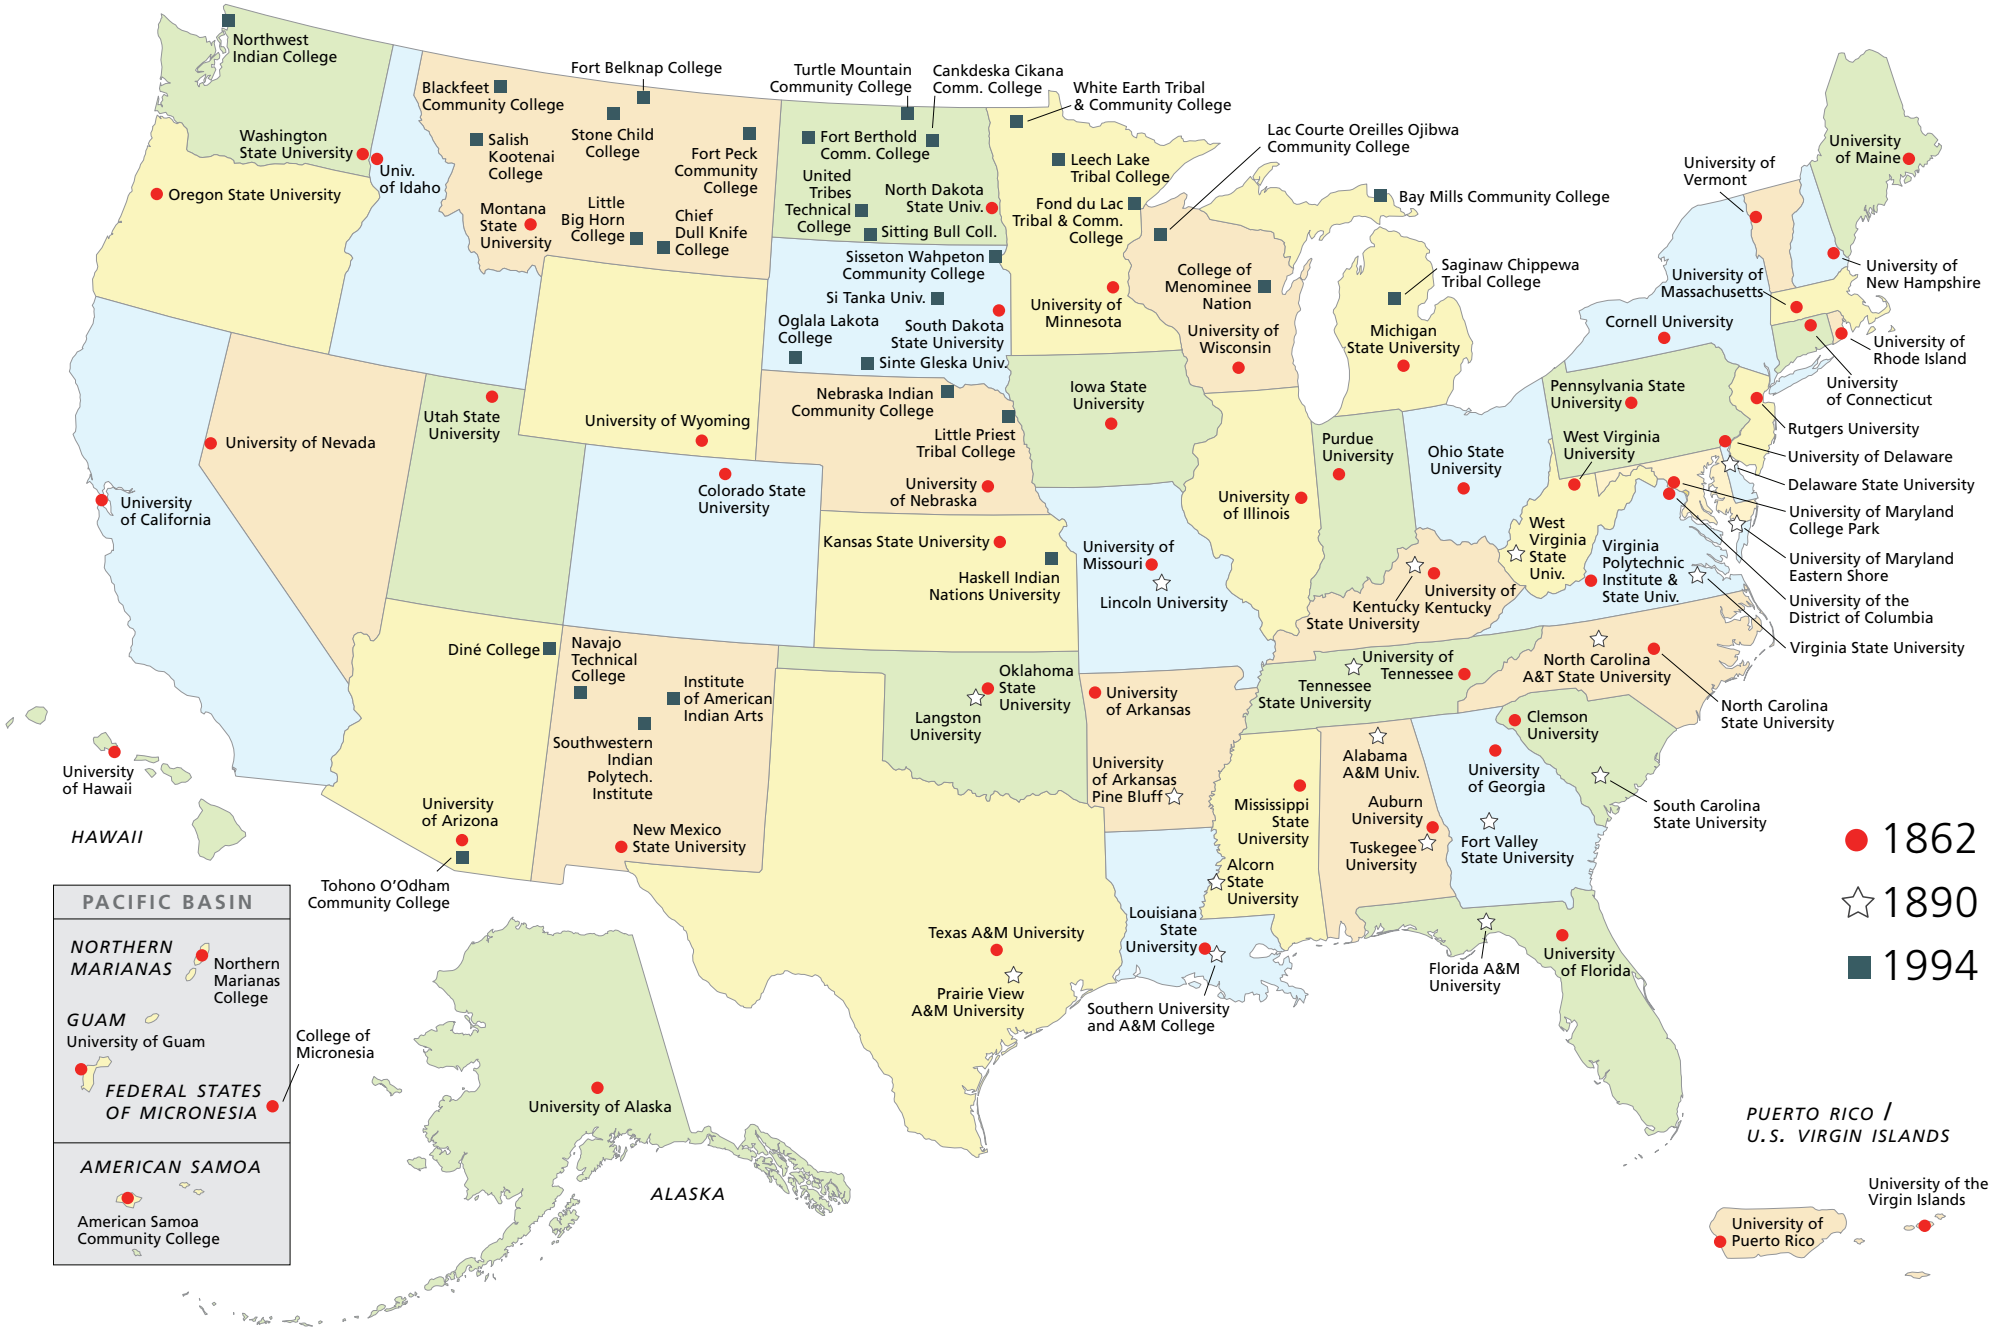 Northwest
Indian College
Washington
State University
Univ.
of Idaho
Oregon State University
Blackfeet
Community College
Fort Belknap College
Stone Child
College
Salish
Kootenai
College
Fort Peck
Community
College
Montana
State
University
Little
Big Horn
College
Chief
Dull Knife
College
Turtle Mountain
Community College
Cankdeska Cikana
Comm. College
Fort Berthold
Comm. College
United
Tribes
Technical
College
North Dakota
State Univ.
Sitting Bull Coll.
White Earth Tribal
& Community College
Leech Lake
Tribal College
Fond du Lac
Tribal & Comm.
College
University of
Minnesota
Lac Courte Oreilles Ojibwa
Community College
Bay Mills Community College
College of
Menominee
Nation
University of
Wisconsin
Saginaw Chippewa
Tribal College
Michigan
State University
Sisseton Wahpeton
Community College
Si Tanka Univ.
Oglala Lakota
College
South Dakota
State University
Sinte Gleska Univ.
Nebraska Indian
Community College
Little Priest
Tribal College
University
of Nebraska
Iowa State
University
University of
Vermont
University
of Maine
University of
New Hampshire
University of
Massachusetts
Cornell University
University of
Rhode Island
University
of Connecticut
Pennsylvania State
University
Rutgers University
West Virginia
University
University of Delaware
Delaware State University
University of Maryland
College Park
University of Maryland
Eastern Shore
University of the
District of Columbia
Virginia State University
University
of California
University of Nevada
Utah State
University
University of Wyoming
Colorado State
University
Kansas State University
Haskell Indian
Nations University
University of
Missouri
Lincoln University
University
of Illinois
Purdue
University
Ohio State
University
West
Virginia
State
Univ.
Virginia
Polytechnic
Institute &
State Univ.
University of
Kentucky
Kentucky
State University
Diné College
Navajo
Technical
College
Institute
of American
Indian Arts
Southwestern
Indian
Polytech.
Institute
New Mexico
State University
University
of Arizona
Tohono O’Odham
Community College
Oklahoma
State
University
Langston
University
University
of Arkansas
University
of Arkansas
Pine Bluff
University of
Tennessee
Tennessee
State University
North Carolina
A&T State University
North Carolina
State University
Clemson
University
South Carolina
State University
University
of Georgia
Fort Valley
State University
Alabama
A&M Univ.
Auburn
University
Tuskegee
University
Mississippi
State
University
Alcorn
State
University
Louisiana
State
University
Southern University
and A&M College
Texas A&M University
Prairie View
A&M University
Florida A&M
University
University
of Florida
University
of Hawaii
HAWAII
PACIFIC BASIN
NORTHERN
MARIANAS
Northern
Marianas
College
GUAM
University of Guam
FEDERAL STATES
OF MICRONESIA
College of
Micronesia
AMERICAN SAMOA
American Samoa
Community College
University of Alaska
ALASKA
1862
1890
1994
PUERTO RICO /
U.S. VIRGIN ISLANDS
University of the
Virgin Islands
University of
Puerto Rico